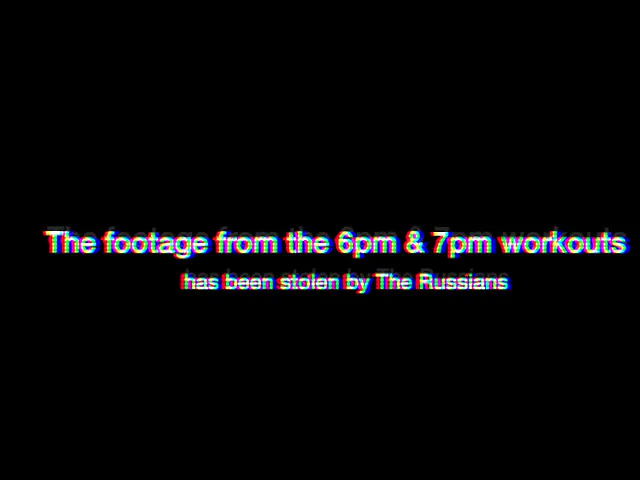 The footage from the 6pm & 7pm workouts
has been stolen by The Russians